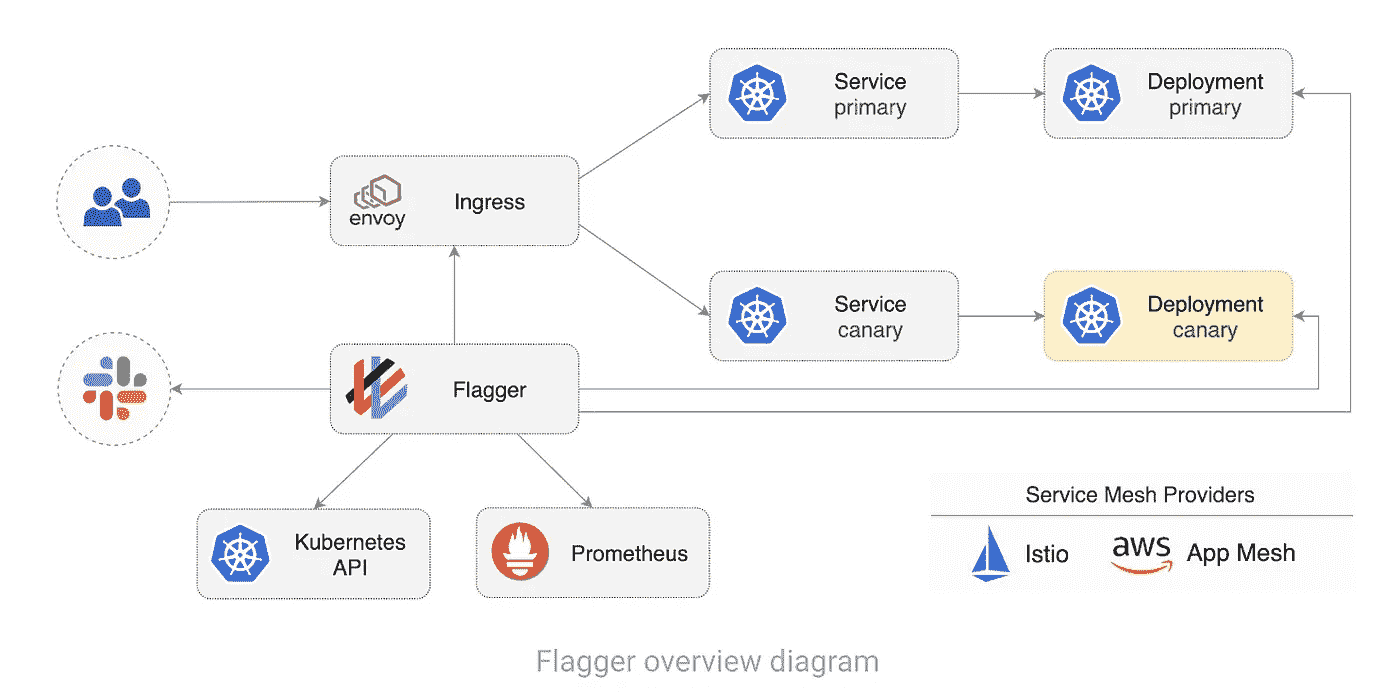 Service
primary
Deployment
primary
envoy
Ingress
Service
canary
Deployment
canary
Flagger
Kubernetes
API
Prometheus
Service Mesh Providers
Istio
aws
App Mesh
Flagger overview diagram